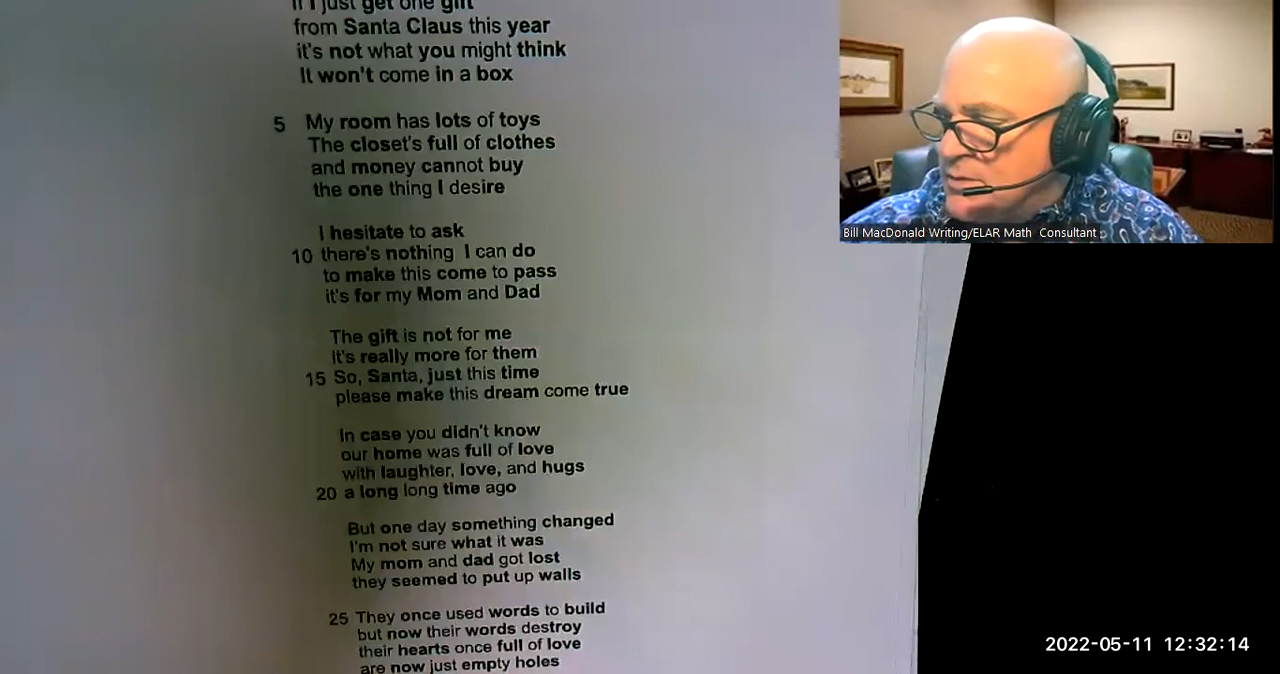 If I just get one gift
from Santa Claus this year
it's not what you might think
It won't come in a box
5 My room has lots of toys
The closet's full of clothes
and money cannot buy
the one thing I desire
I hesitate to ask
10 there's nothing I can do
to make this come to pass
it's for my Mom and Dad
The gift is not for me
It's really more for them
15 So, Santa, just this time
please make this dream come true
In case you didn't know
our home was full of love
with laughter, love, and hugs
20 a long long time ago
But one day something changed
I'm not sure what it was
My mom and dad got lost
they seemed to put up walls
25 They once used words to build
but now their words destroy
their hearts once full of love
are now just empty holes
Bill MacDonald Writing/ELAR Math Consultant
2022-05-11 12:32:14